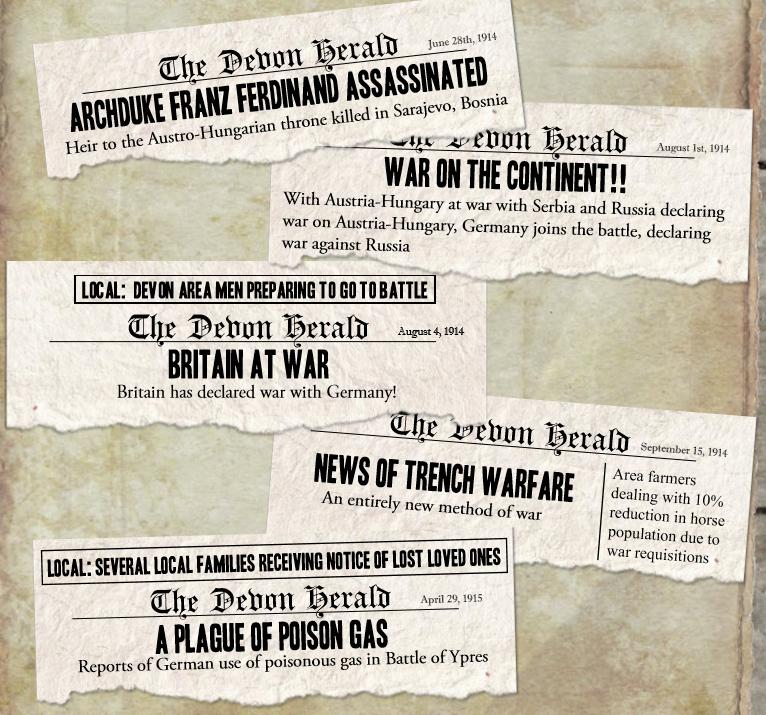 The Devon Herald
June 28th, 1914
ARCHDUKE FRANZ FERDINAND ASSASSINATED
Heir to the Austro-Hungarian throne killed in Sarajevo, Bosnia
The Devon Herald
August 1st, 1914
WAR ON THE CONTINENT!!
With Austria-Hungary at war with Serbia and Russia declaring
war on Austria-Hungary, Germany joins the battle, declaring
war against Russia
LOCAL: DEVON AREA MEN PREPARING TO GO TO BATTLE
The Devon Herald
August 4, 1914
BRITAIN AT WAR
Britain has declared war with Germany!
The Devon Herald
September 15, 1914
NEWS OF TRENCH WARFARE
An entirely new method of war
Area farmers
dealing with 10%
reduction in horse
population due to
war requisitions
LOCAL: SEVERAL LOCAL FAMILIES RECEIVING NOTICE OF LOST LOVED ONES
The Devon Herald
April 29, 1915
A PLAGUE OF POISON GAS
Reports of German use of poisonous gas in Battle of Ypres